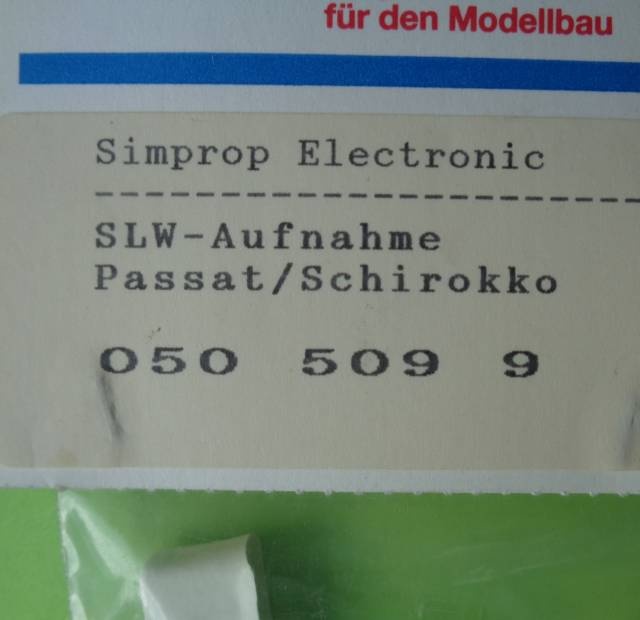 für den Modellbau
Simprop Electronic
--------------------------
SLW-Aufnahme
Passat/Schirokko
050 509 9